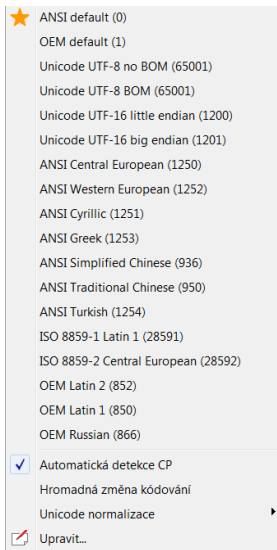 ANSI default (0)
OEM default (1)
Unicode UTF-8 no BOM (65001)
Unicode UTF-8 BOM (65001)
Unicode UTF-16 little endian (1200)
Unicode UTF-16 big endian (1201)
ANSI Central European (1250)
ANSI Western European (1252)
ANSI Cyrillic (1251)
ANSI Greek (1253)
ANSI Simplified Chinese (936)
ANSI Traditional Chinese (950)
ANSI Turkish (1254)
ISO 8859-1 Latin 1 (28591)
ISO 8859-2 Central European (28592)
OEM Latin 2 (852)
OEM Latin 1 (850)
OEM Russian (866)
Automatická detekce CP
Hromadná změna kódování
Unicode normalizace
Upravit...